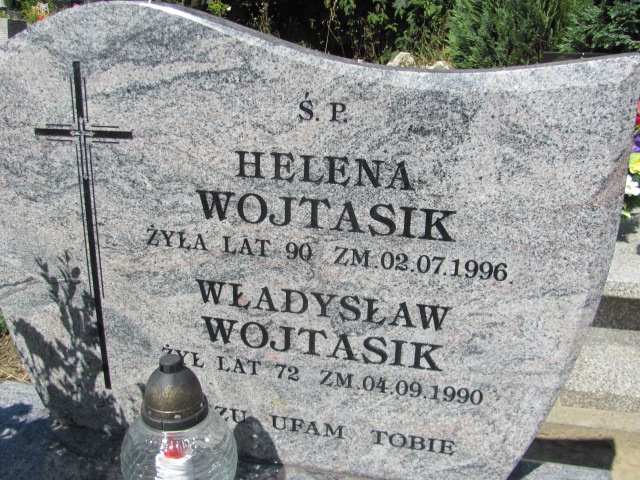 Ś. P.
HELENA
WOJTASIK
ŻYŁA LAT 90 ZM.02.07.1996
WŁADYSŁAW
WOJTASIK
ŻYŁ LAT 72 ZM.04.09.1990
UFAM TOBIE